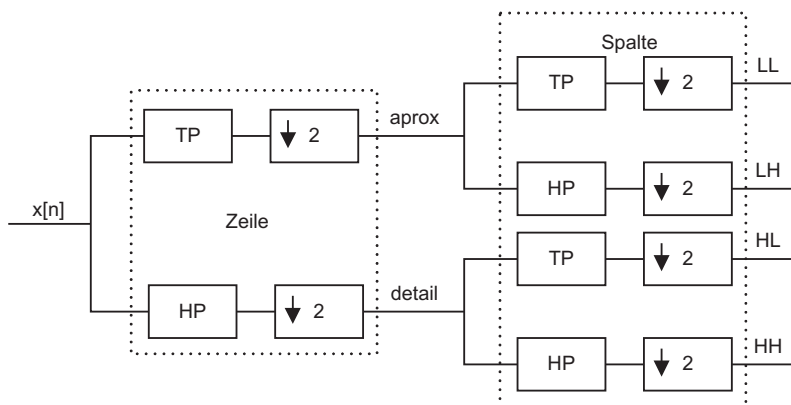 Spalte
TP
2
LL
TP
2
aprox
HP
2
LH
x[n]
Zeile
TP
2
HL
HP
2
detail
HP
2
HH